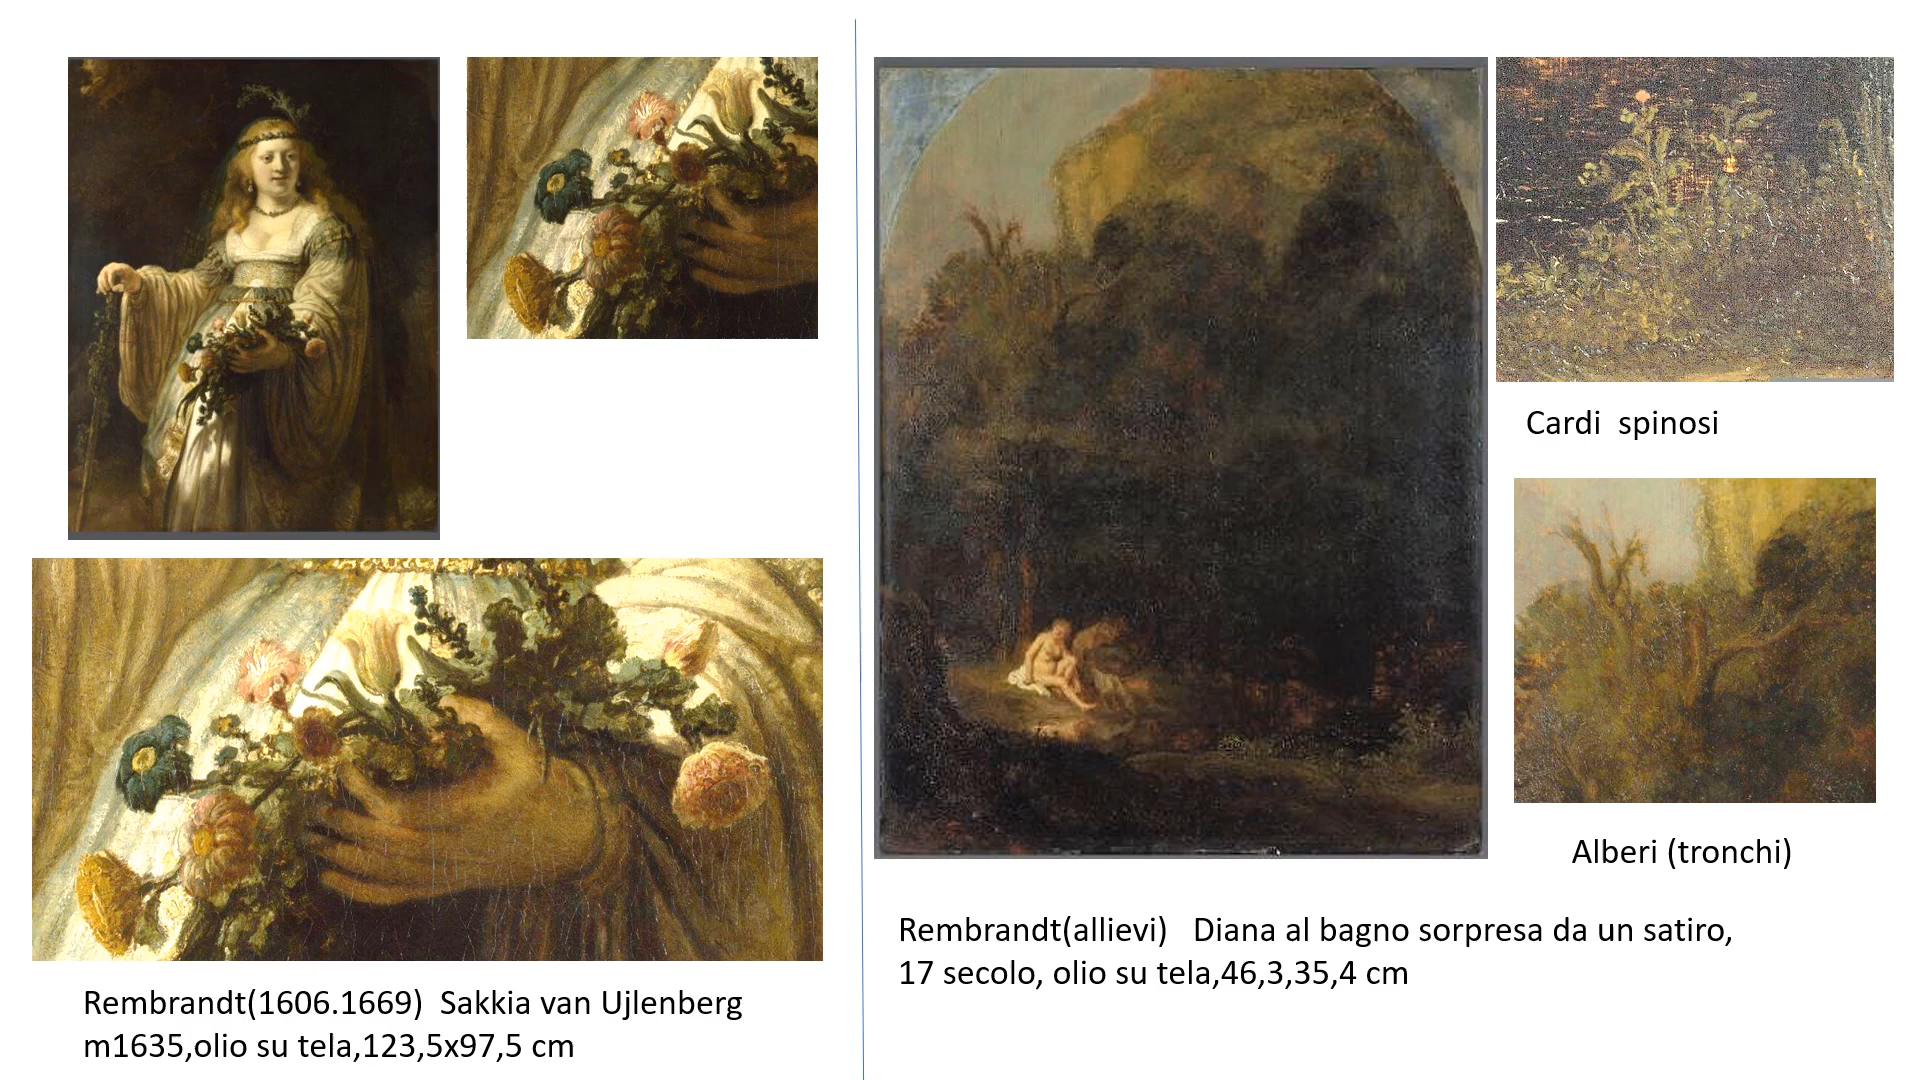 Rembrandt(1606.1669)  Sakkia van Ujlenberg
m1635,olio su tela,123,5x97,5 cm
Cardi  spinosi
Alberi (tronchi)
Rembrandt(allievi)   Diana al bagno sorpresa da un satiro,
17 secolo, olio su tela,46,3,35,4 cm